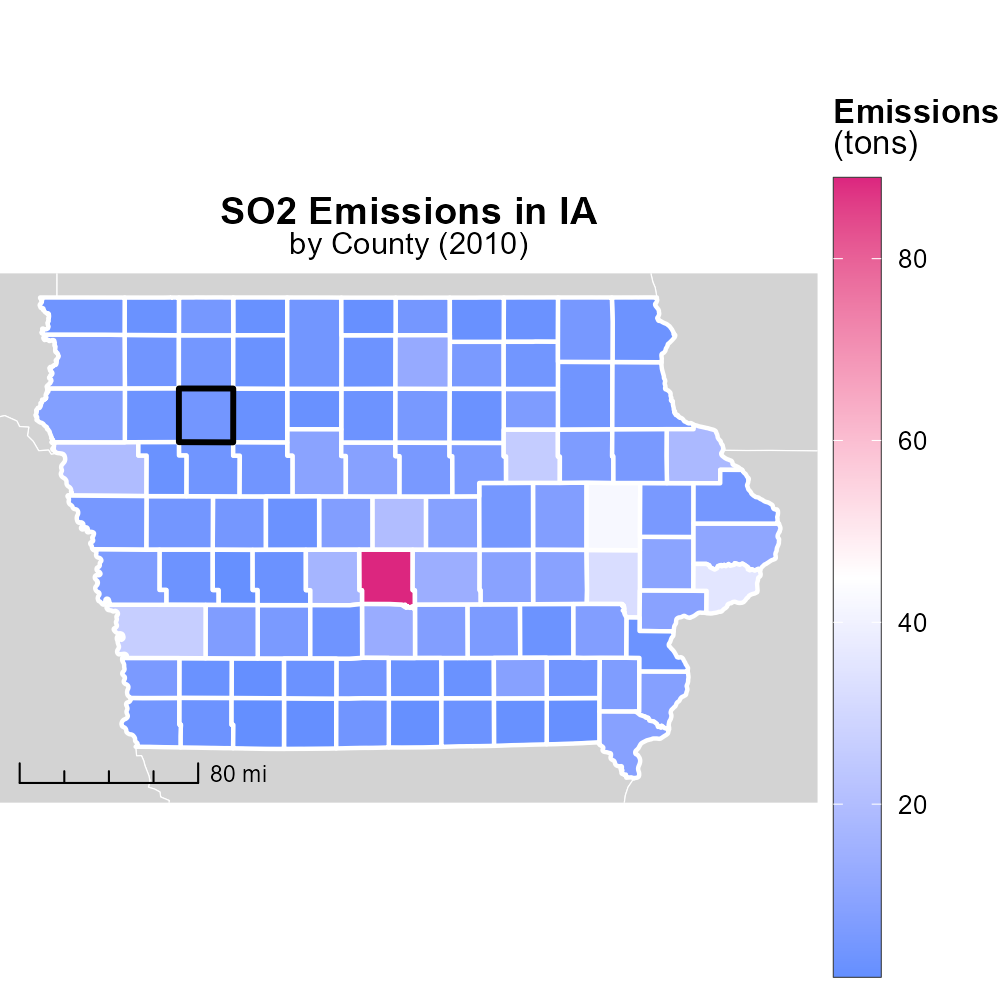 SO2 Emissions in IA
by County (2010)
Emissions
(tons)
80
60
40
20
80 mi